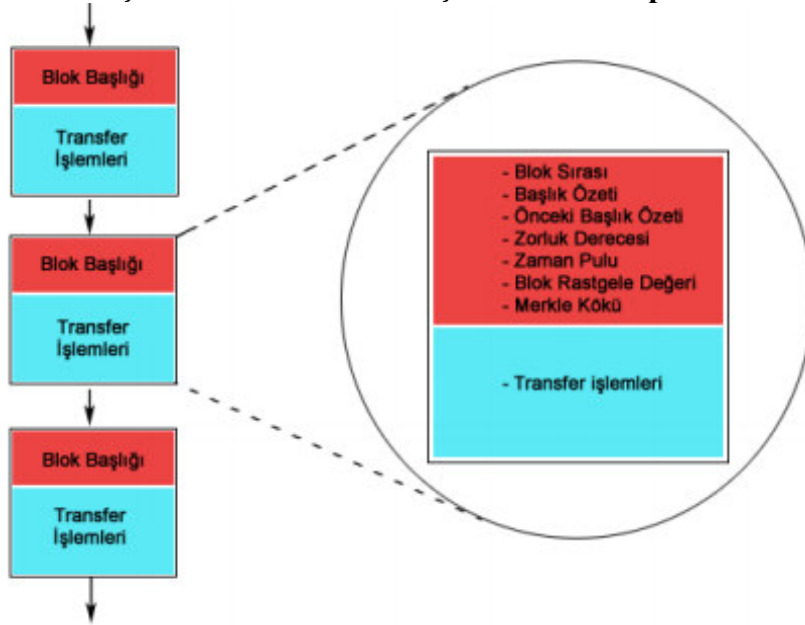 Blok Başlığı
Transfer
İşlemleri
Blok Başlığı
Transfer
İşlemleri
Blok Başlığı
Transfer
İşlemleri
- Blok Sırası
- Başlık Özeti
- Önceki Başlık Özeti
- Zorluk Derecesi
- Zaman Pulu
- Blok Rastgele Değeri
- Merkle Kökü
- Transfer işlemleri